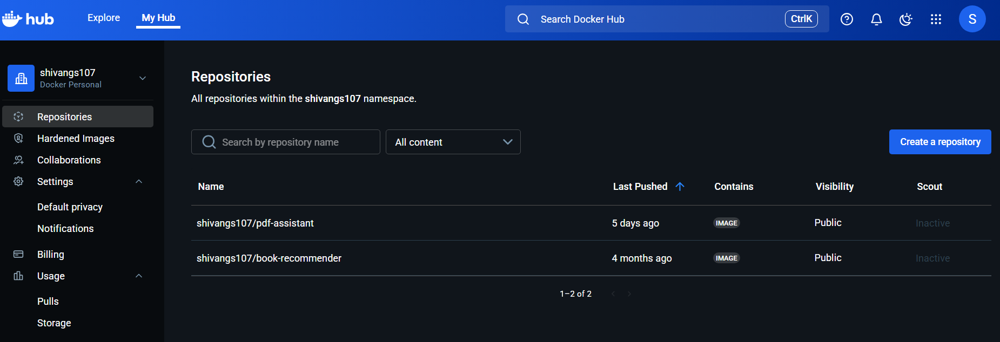 hub
Explore
My Hub
Search Docker Hub
CtrlK
S
shivangs107
Docker Personal
Repositories
Hardened Images
Collaborations
Settings
Default privacy
Notifications
Billing
Usage
Pulls
Storage
Repositories
All repositories within the shivangs107 namespace.
Search by repository name
All content
Create a repository
Name Last Pushed Contains Visibility Scout
shivangs107/pdf-assistant 5 days ago IMAGE Public Inactive
shivangs107/book-recommender 4 months ago IMAGE Public Inactive
1–2 of 2